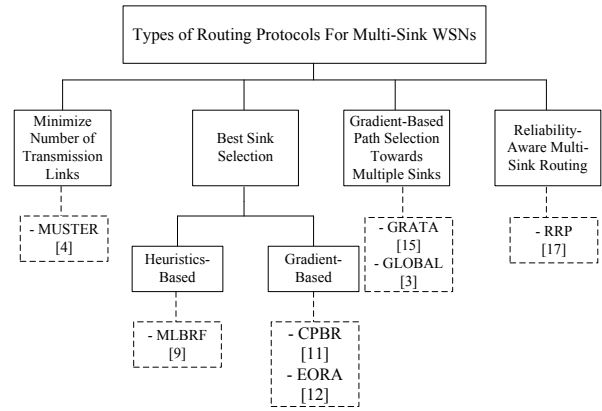 Types of Routing Protocols For Multi-Sink WSNs
Minimize
Number of
Transmission
Links
Best Sink
Selection
Gradient-Based
Path Selection
Towards
Multiple Sinks
Reliability-
Aware Multi-
Sink Routing
- MUSTER
[4]
Heuristics-
Based
Gradient-
Based
- GRATA
[15]
- GLOBAL
[3]
- RRP
[17]
- MLBRF
[9]
- CPBR
[11]
- EORA
[12]